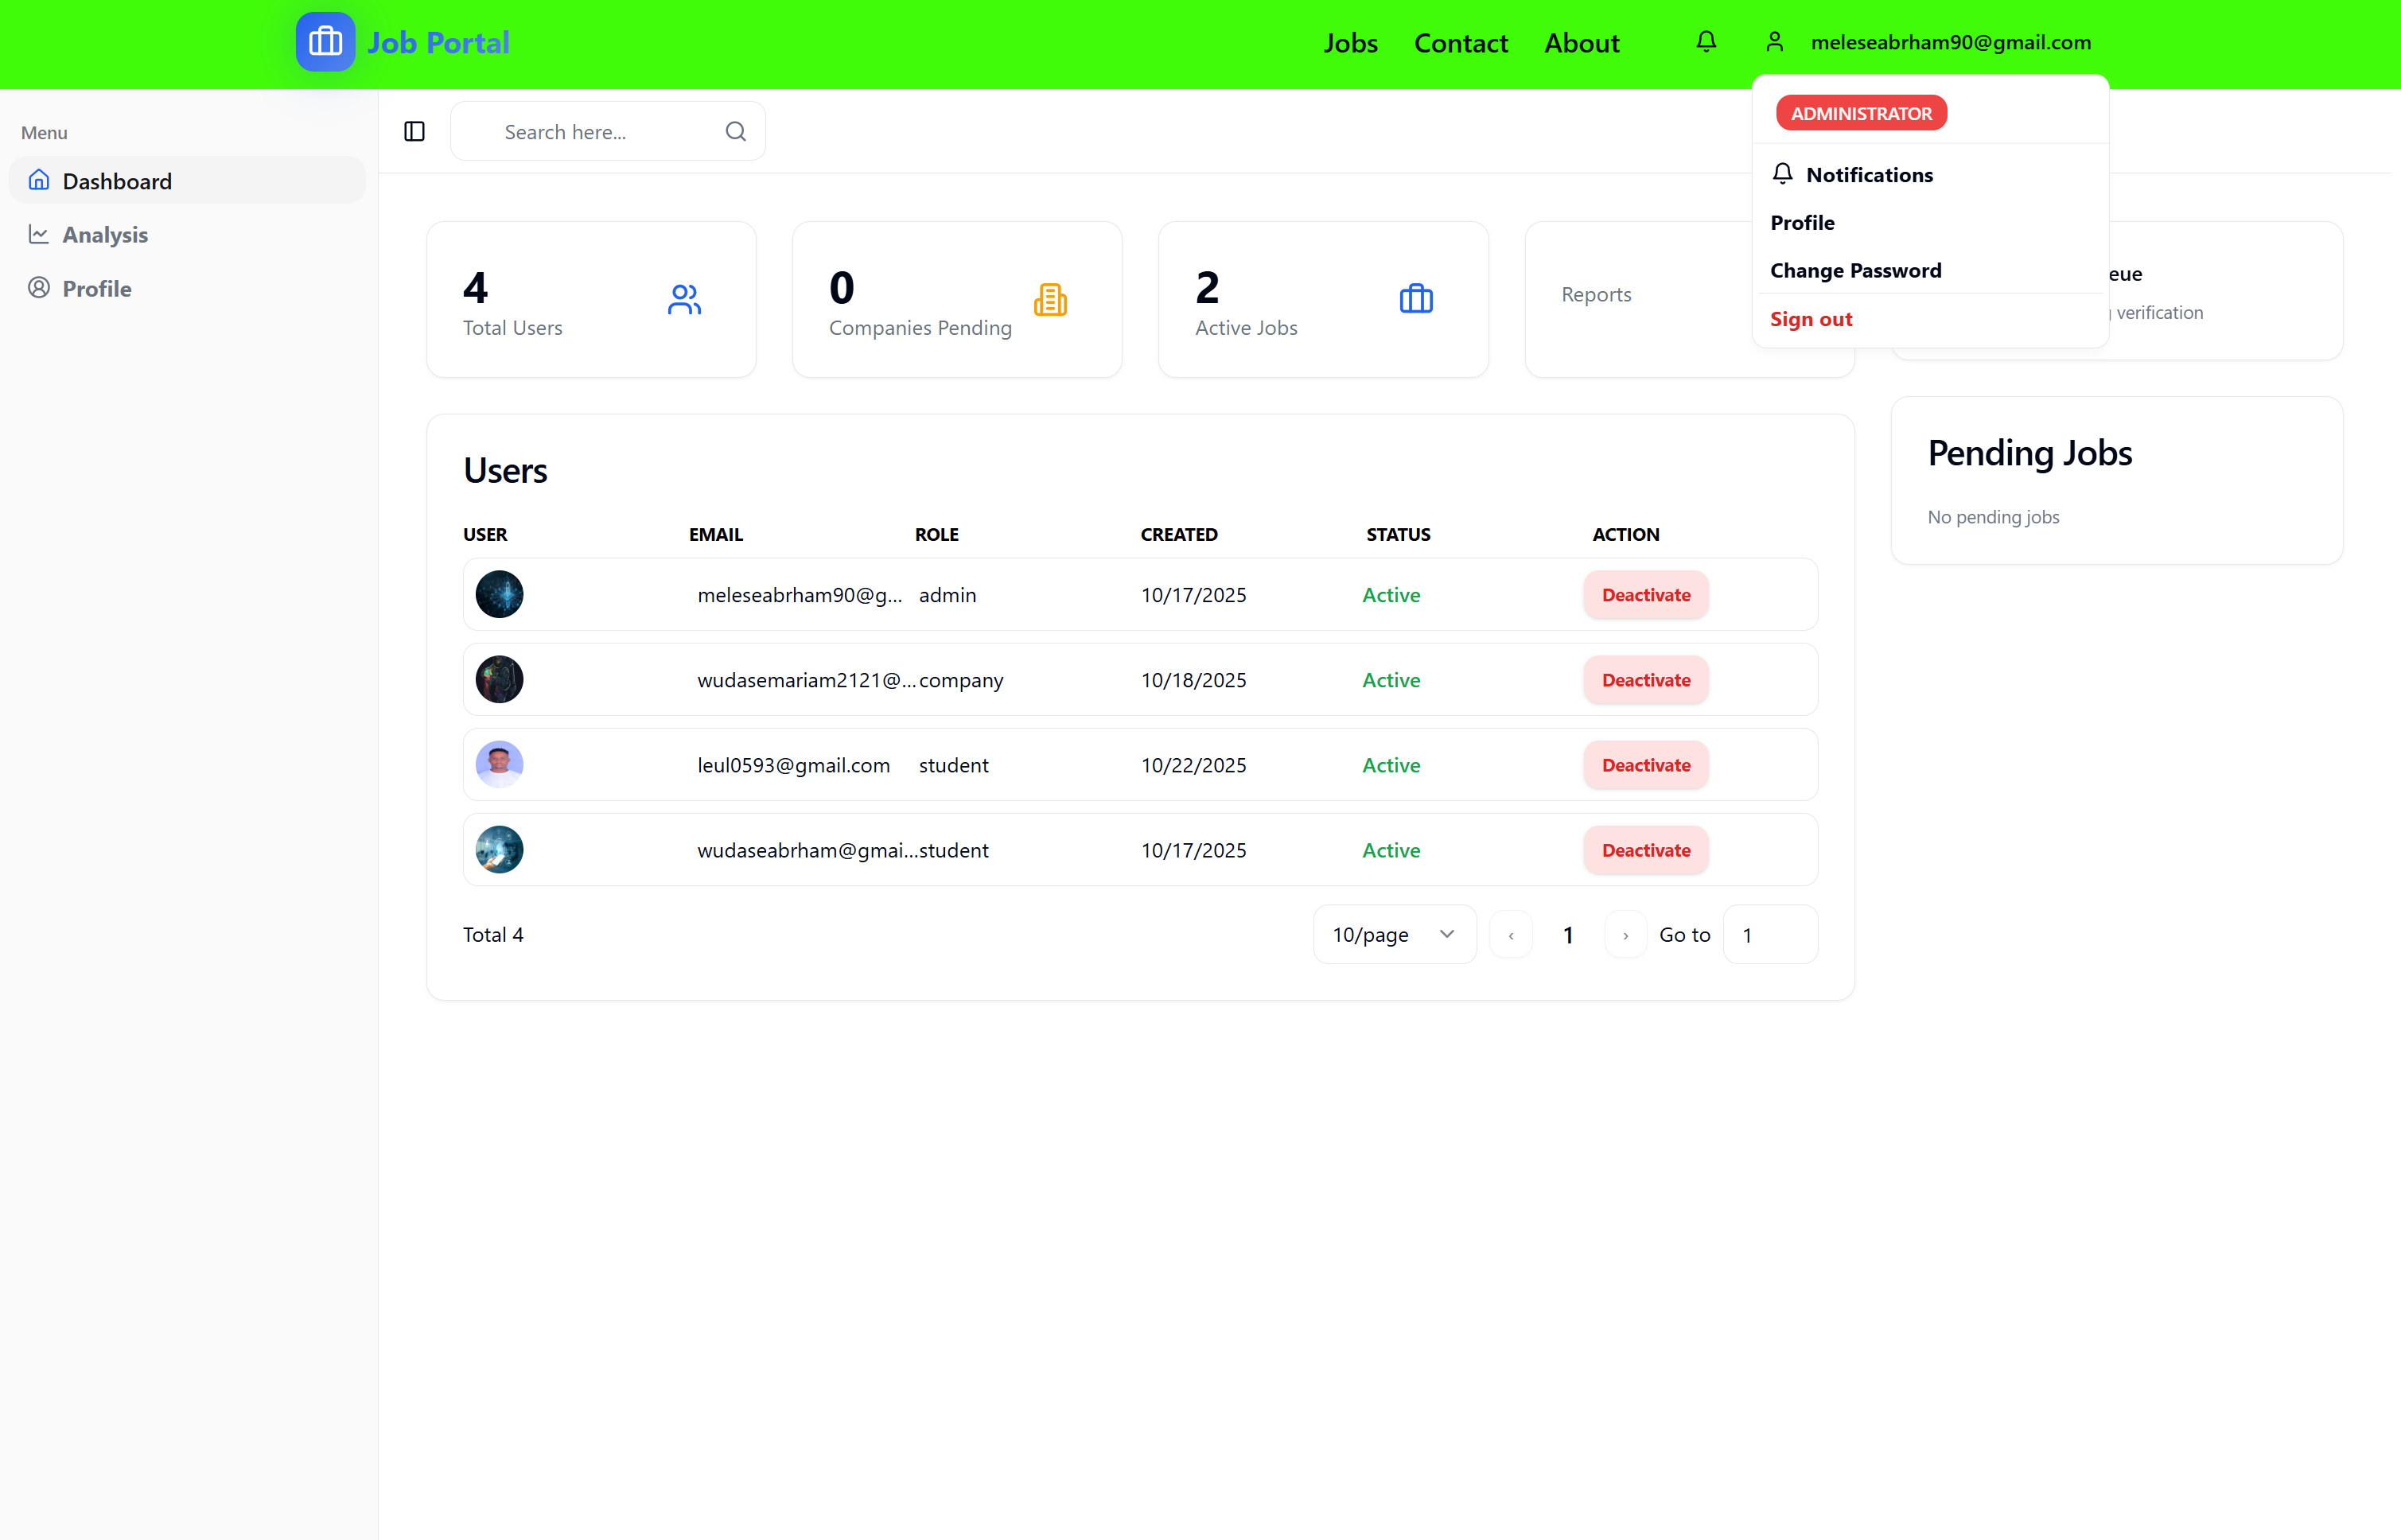 Job Portal
Jobs Contact About meleseabrham90@gmail.com
ADMINISTRATOR
Notifications
Profile
Change Password
Sign out
Menu
Dashboard
Analysis
Profile
Search here...
4
Total Users
0
Companies Pending
2
Active Jobs
Reports
verification
Pending Jobs
No pending jobs
Users
USER EMAIL ROLE CREATED STATUS ACTION
meleseabrham90@g... admin 10/17/2025 Active Deactivate
wudasemariam2121@... company 10/18/2025 Active Deactivate
leul0593@gmail.com student 10/22/2025 Active Deactivate
wudaseabrham@gmai... student 10/17/2025 Active Deactivate
Total 4 10/page ‹ 1 › Go to 1